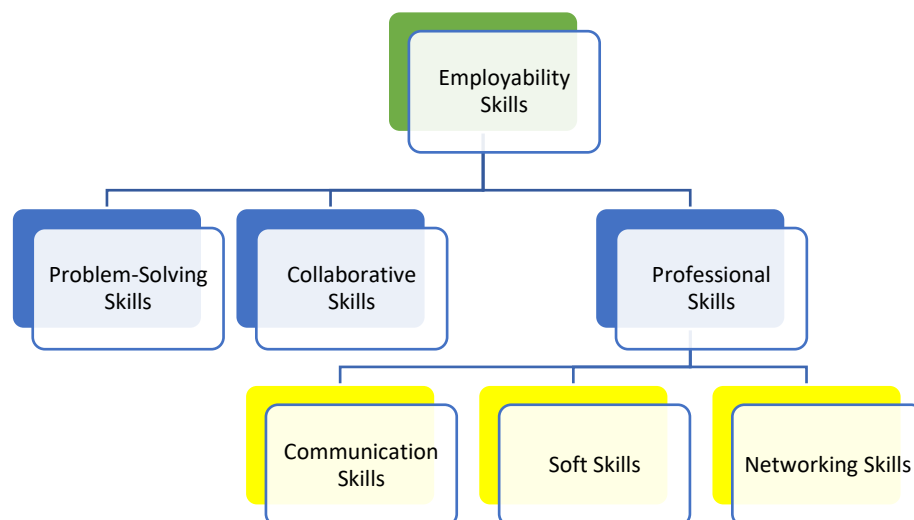 Employability
Skills
Problem-Solving
Skills
Collaborative
Skills
Professional
Skills
Communication
Skills
Soft Skills
Networking Skills